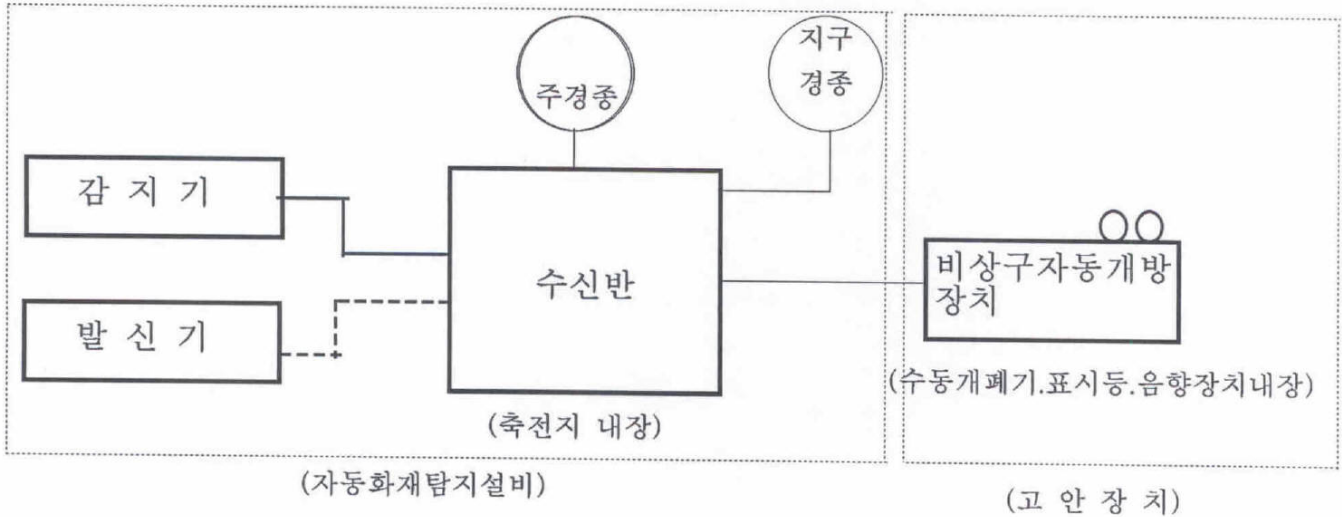 지구
경종
주경종
감 지 기
수신반
비상구자동개방
장치
발 신 기
(수동개폐기.표시등.음향장치내장)
(축전지 내장)
(자동화재탐지설비)
(고 안 장 치)